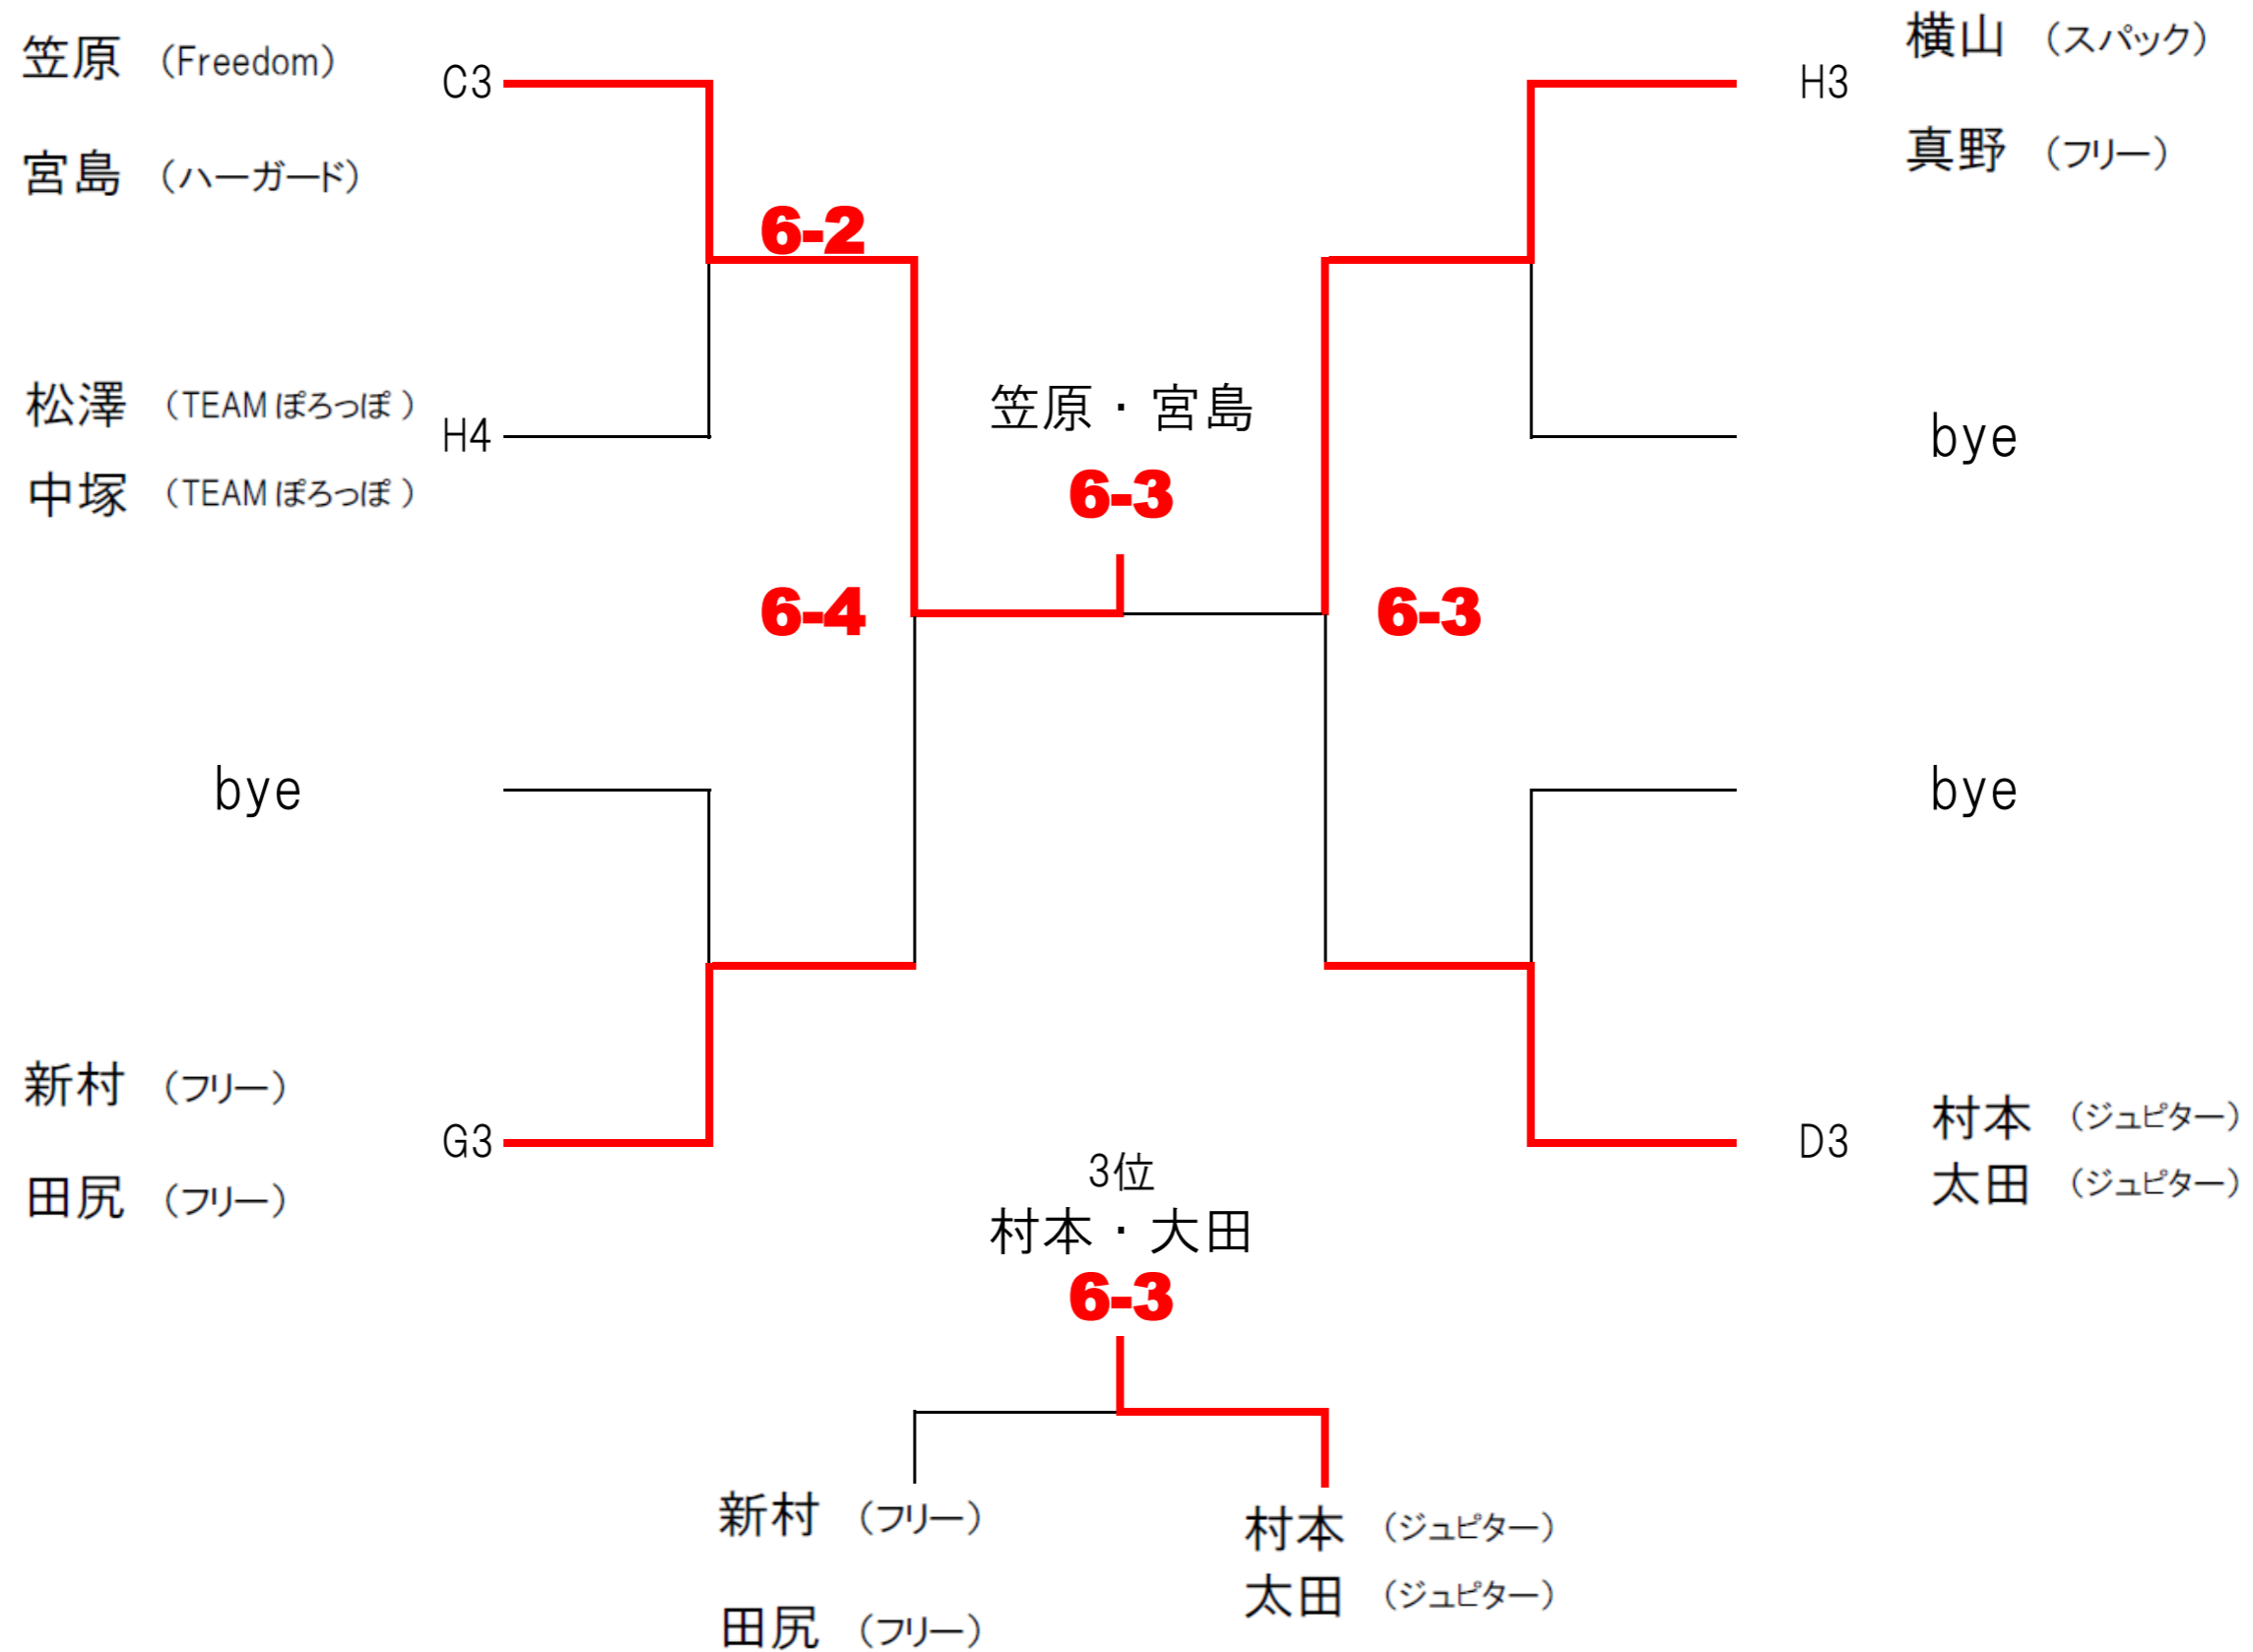 笠原 （Freedom）
C3
宮島 （ハーガード）
6-2
松澤 （TEAM ぽろっぽ ）
H4
中塚 （TEAM ぽろっぽ ）
6-4
bye
新村 （フリー）
G3
田尻 （フリー）
笠原・宮島
6-3
横山 （スパック）
H3
真野 （フリー）
bye
6-3
bye
村本 （ジュピター）
D3
太田 （ジュピター）
3位
村本・大田
6-3
新村 （フリー）
田尻 （フリー）
村本 （ジュピター）
太田 （ジュピター）